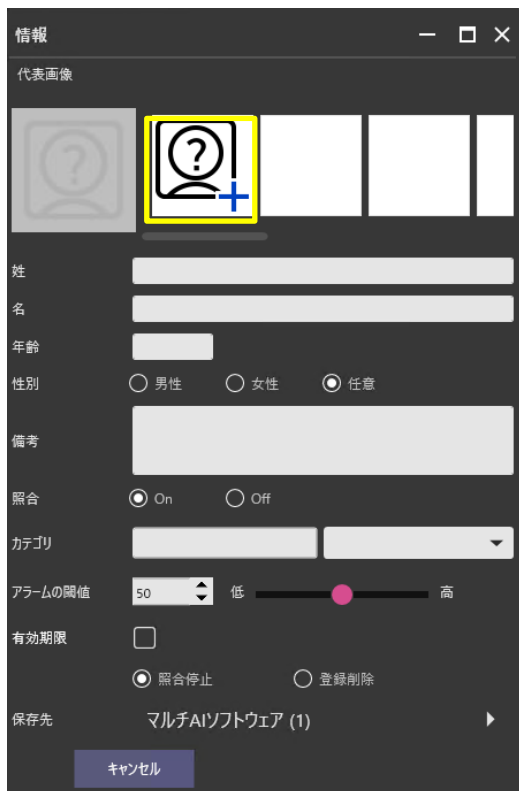 情報
代表画像
姓
名
年齢
性別 男性 女性 任意
備考
照合 On Off
カテゴリ
アラームの閾値 50 低 高
有効期限
照合停止 登録削除
保存先 マルチAIソフトウェア (1)
キャンセル